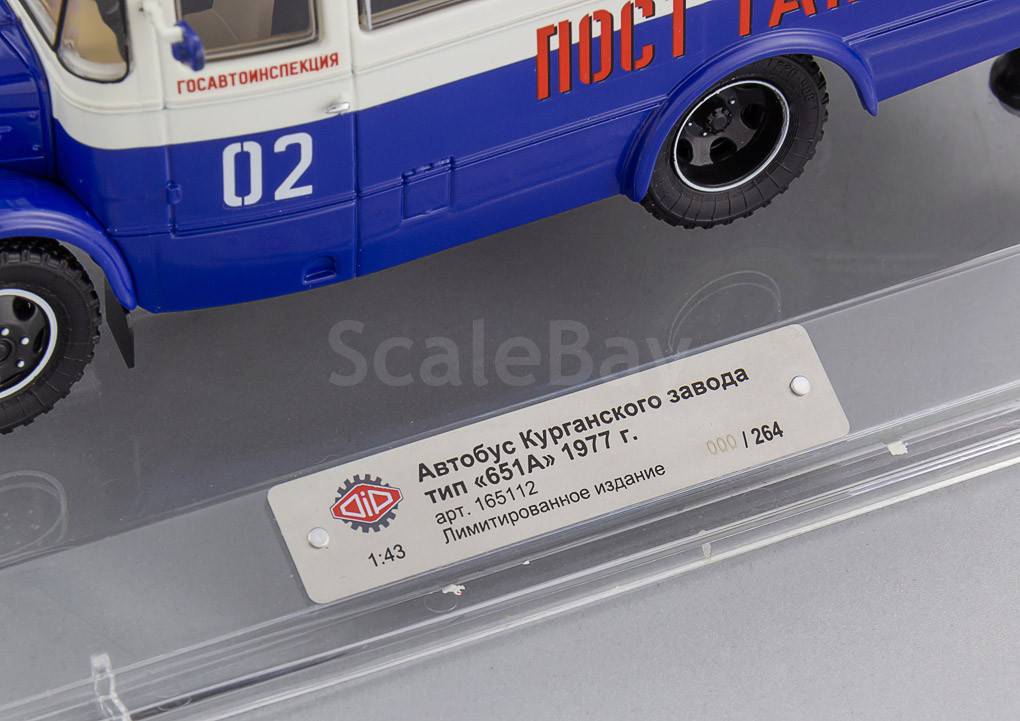 ПОСТ ГАИ
ГОСАВТОИНСПЕКЦИЯ
02
ScaleBay
Автобус Курганского завода
тип «651А» 1977 г.
арт. 165112
Лимитированное издание
000 / 264
DiP
1:43